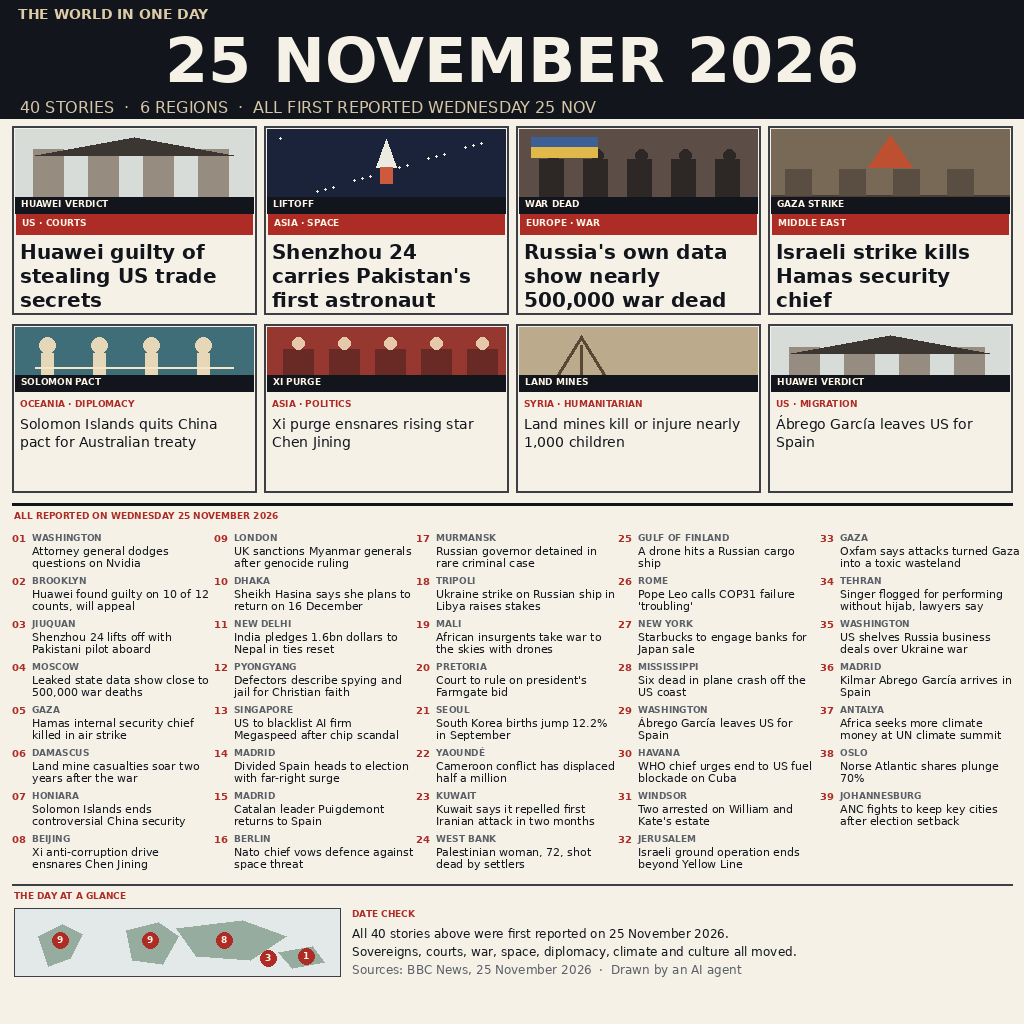 THE WORLD IN ONE DAY
25 NOVEMBER 2026
40 STORIES · 6 REGIONS · ALL FIRST REPORTED WEDNESDAY 25 NOV
HUAWEI VERDICT
US · COURTS
Huawei guilty of
stealing US trade
secrets
LIFTOFF
ASIA · SPACE
Shenzhou 24
carries Pakistan's
first astronaut
WAR DEAD
EUROPE · WAR
Russia's own data
show nearly
500,000 war dead
GAZA STRIKE
MIDDLE EAST
Israeli strike kills
Hamas security
chief
SOLOMON PACT
OCEANIA · DIPLOMACY
Solomon Islands quits China
pact for Australian treaty
XI PURGE
ASIA · POLITICS
Xi purge ensnares rising star
Chen Jining
LAND MINES
SYRIA · HUMANITARIAN
Land mines kill or injure nearly
1,000 children
HUAWEI VERDICT
US · MIGRATION
Ábrego García leaves US for
Spain
ALL REPORTED ON WEDNESDAY 25 NOVEMBER 2026
01 WASHINGTON
Attorney general dodges
questions on Nvidia
02 BROOKLYN
Huawei found guilty on 10 of 12
counts, will appeal
03 JIUQUAN
Shenzhou 24 lifts off with
Pakistani pilot aboard
04 MOSCOW
Leaked state data show close to
500,000 war deaths
05 GAZA
Hamas internal security chief
killed in air strike
06 DAMASCUS
Land mine casualties soar two
years after the war
07 HONIARA
Solomon Islands ends
controversial China security
08 BEIJING
Xi anti-corruption drive
ensnares Chen Jining
09 LONDON
UK sanctions Myanmar generals
after genocide ruling
10 DHAKA
Sheikh Hasina says she plans to
return on 16 December
11 NEW DELHI
India pledges 1.6bn dollars to
Nepal in ties reset
12 PYONGYANG
Defectors describe spying and
jail for Christian faith
13 SINGAPORE
US to blacklist AI firm
Megaspeed after chip scandal
14 MADRID
Divided Spain heads to election
with far-right surge
15 MADRID
Catalan leader Puigdemont
returns to Spain
16 BERLIN
Nato chief vows defence against
space threat
17 MURMANSK
Russian governor detained in
rare criminal case
18 TRIPOLI
Ukraine strike on Russian ship in
Libya raises stakes
19 MALI
African insurgents take war to
the skies with drones
20 PRETORIA
Court to rule on president's
Farmgate bid
21 SEOUL
South Korea births jump 12.2%
in September
22 YAOUNDÉ
Cameroon conflict has displaced
half a million
23 KUWAIT
Kuwait says it repelled first
Iranian attack in two months
24 WEST BANK
Palestinian woman, 72, shot
dead by settlers
25 GULF OF FINLAND
A drone hits a Russian cargo
ship
26 ROME
Pope Leo calls COP31 failure
'troubling'
27 NEW YORK
Starbucks to engage banks for
Japan sale
28 MISSISSIPPI
Six dead in plane crash off the
US coast
29 WASHINGTON
Ábrego García leaves US for
Spain
30 HAVANA
WHO chief urges end to US fuel
blockade on Cuba
31 WINDSOR
Two arrested on William and
Kate's estate
32 JERUSALEM
Israeli ground operation ends
beyond Yellow Line
33 GAZA
Oxfam says attacks turned Gaza
into a toxic wasteland
34 TEHRAN
Singer flogged for performing
without hijab, lawyers say
35 WASHINGTON
US shelves Russia business
deals over Ukraine war
36 MADRID
Kilmar Abrego García arrives in
Spain
37 ANTALYA
Africa seeks more climate
money at UN climate summit
38 OSLO
Norse Atlantic shares plunge
70%
39 JOHANNESBURG
ANC fights to keep key cities
after election setback
THE DAY AT A GLANCE
9
9
8
3
1
DATE CHECK
All 40 stories above were first reported on 25 November 2026.
Sovereigns, courts, war, space, diplomacy, climate and culture all moved.
Sources: BBC News, 25 November 2026 · Drawn by an AI agent